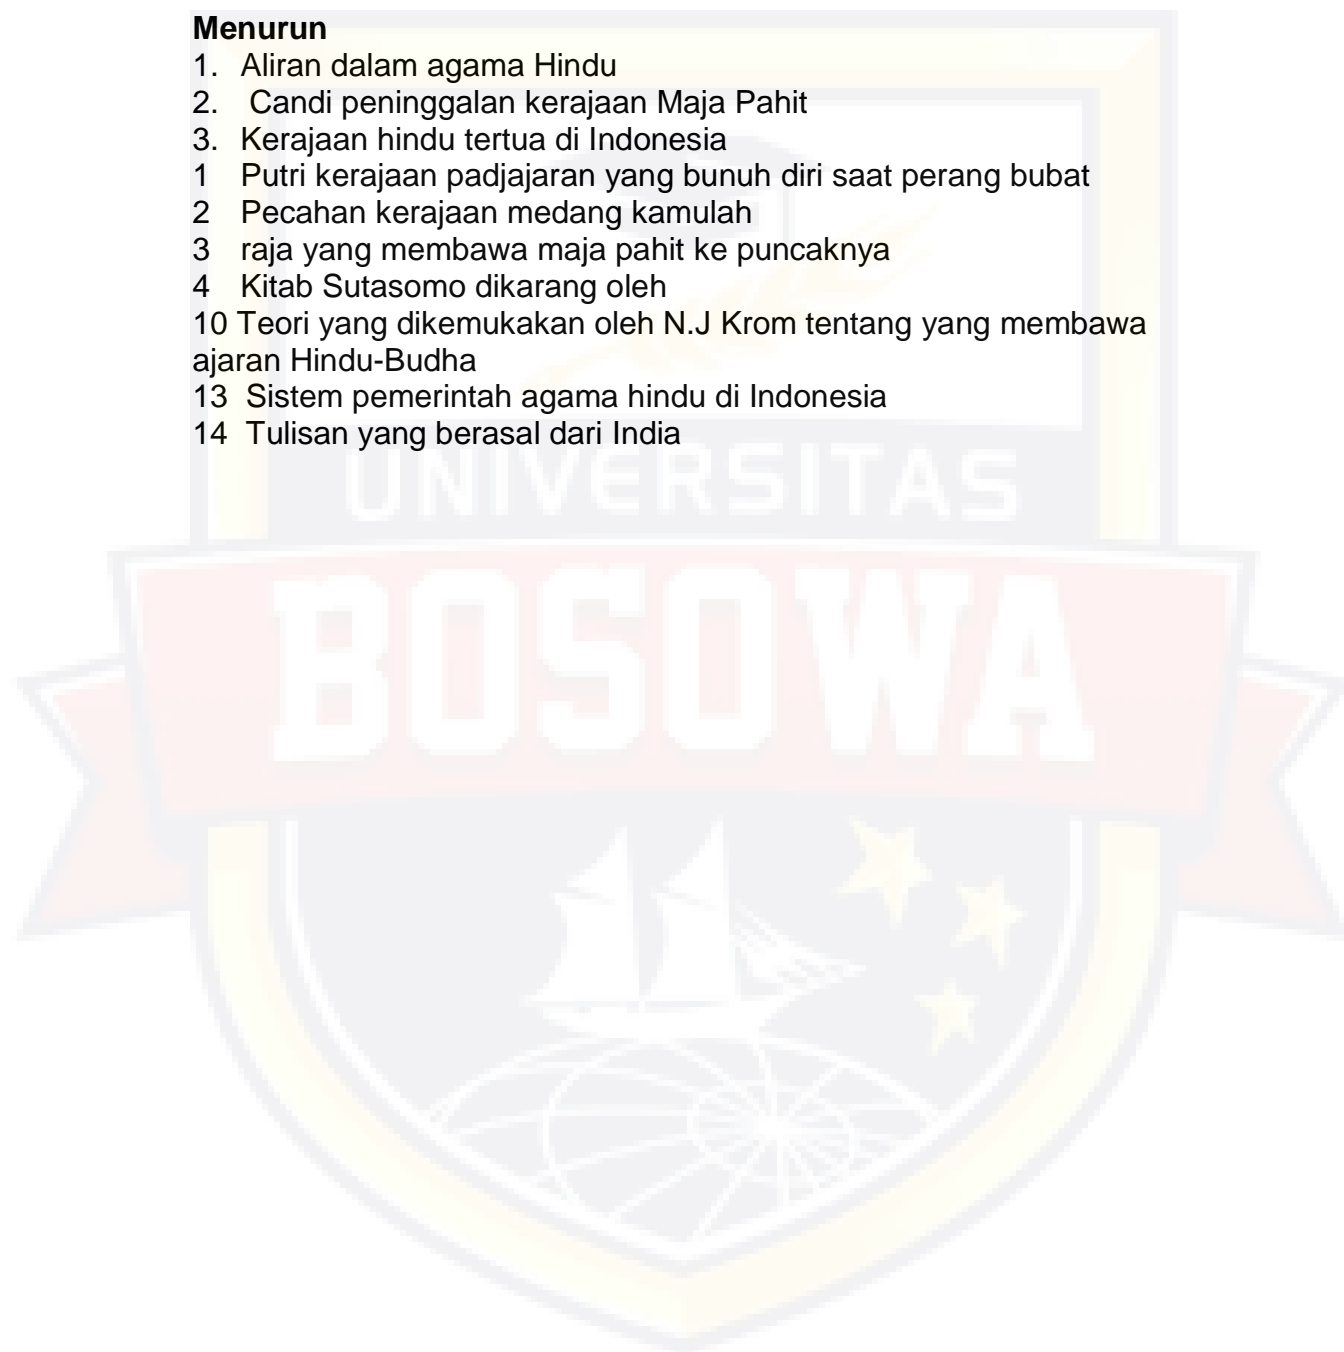 Menurun
1. Aliran dalam agama Hindu
2. Candi peninggalan kerajaan Maja Pahit
3. Kerajaan hindu tertua di Indonesia
1 Putri kerajaan padjajaran yang bunuh diri saat perang bubat
2 Pecahan kerajaan medang kamulah
3 raja yang membawa maja pahit ke puncaknya
4 Kitab Sutasomo dikarang oleh
10 Teori yang dikemukakan oleh N.J Krom tentang yang membawa
ajaran Hindu-Budha
13 Sistem pemerintah agama hindu di Indonesia
14 Tulisan yang berasal dari India
UNIVERSITAS
BOSOWA